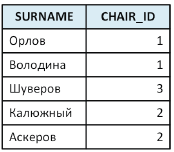 SURNAME CHAIR_ID
Орлов 1
Володина 1
Шуверов 3
Калюжный 2
Аскеров 2